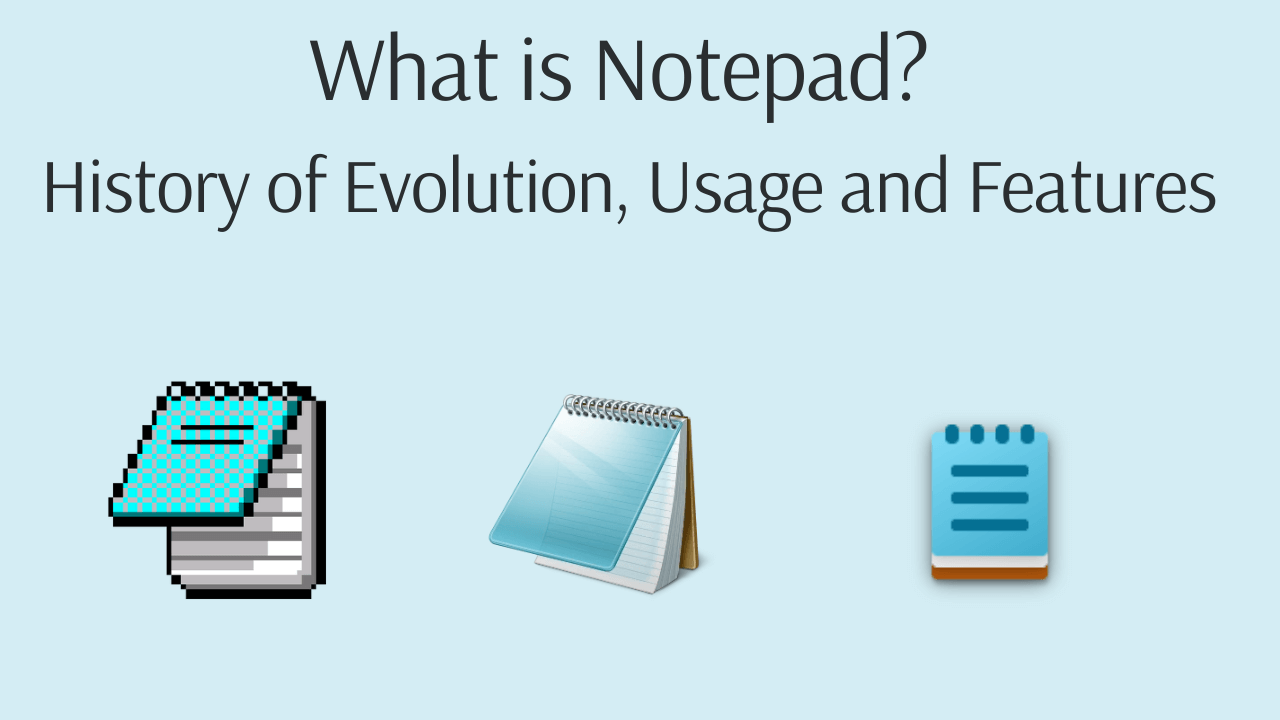 What is Notepad?
History of Evolution, Usage and Features